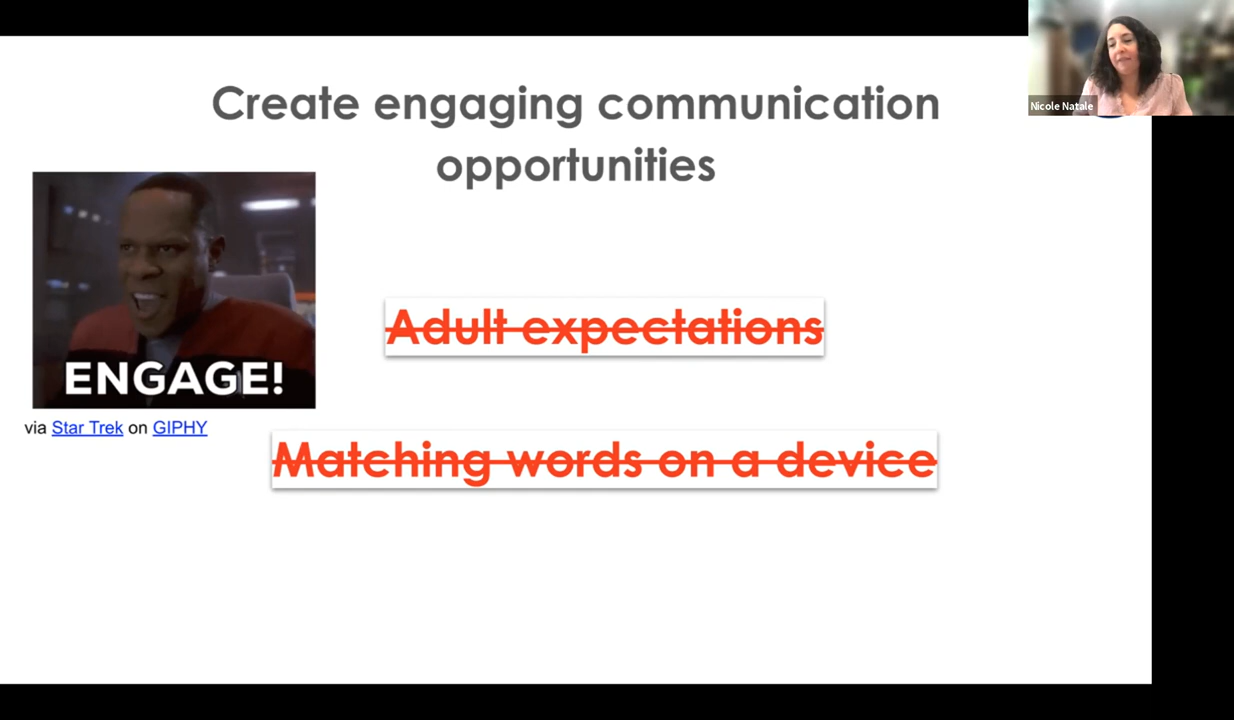 Create engaging communication
opportunities
Nicole Natale
ENGAGE!
via Star Trek on GIPHY
Adult expectations
Matching words on a device